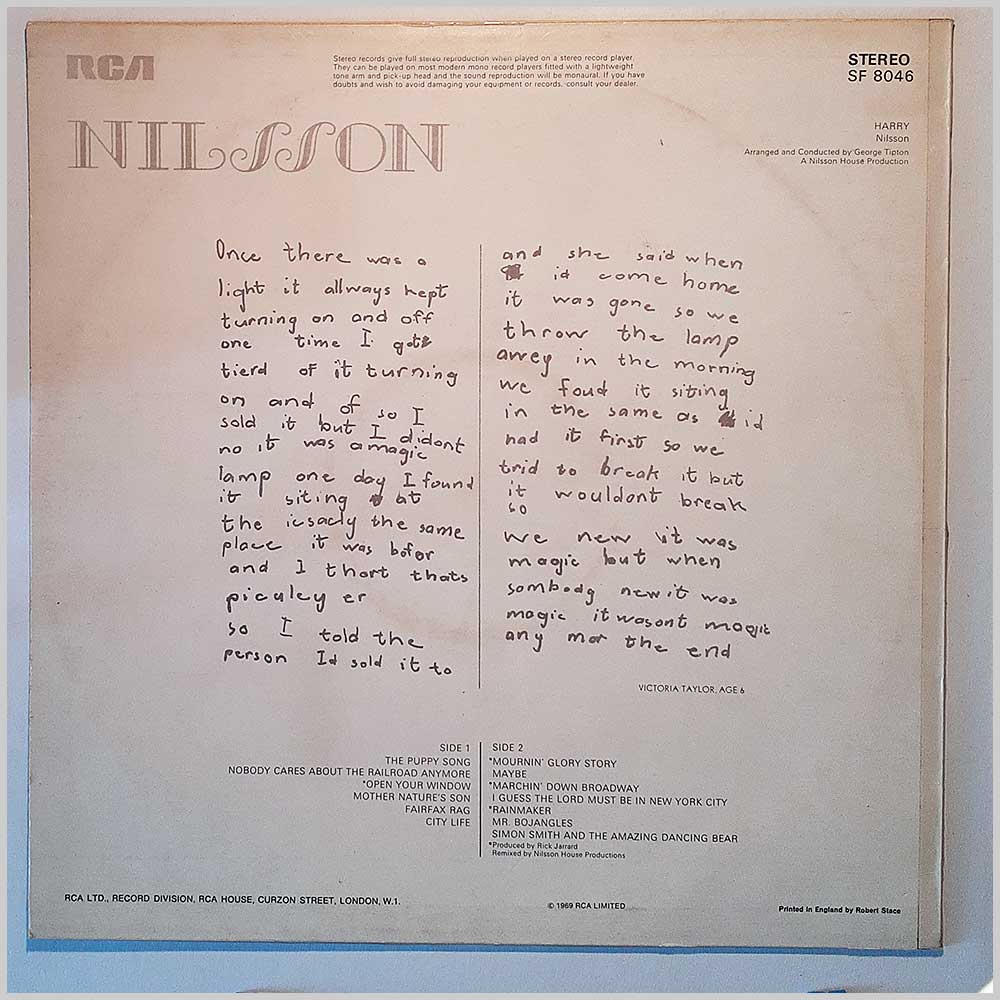 RCA
Stereo records give full stereo reproduction when played on a stereo record player.
They can be played on most modern mono record players fitted with a lightweight
tone arm and pick-up head and the sound reproduction will be monaural. If you have
doubts and wish to avoid damaging your equipment or records, consult your dealer.
STEREO
SF 8046
NILSSON
HARRY
Nilsson
Arranged and Conducted by George Tipton
A Nilsson House Production
Once there was a
light it allways kept
turning on and off
one time I got
tierd of it turning
on and of so I
sold it but I didont
no it was a magic
lamp one day I found
it siting at
the icsacly the same
place it was bofor
and I thort thats
piculey er
so I told the
person Id sold it to
and she said when
id come home
it was gone so we
throw the lamp
awey in the morning
we foud it siting
in the same as id
had it first so we
trid to break it but
it wouldont break
so
we new it was
magic but when
sombody new it was
magic it wasont magic
any mor the end
VICTORIA TAYLOR, AGE 6
SIDE 1
THE PUPPY SONG
NOBODY CARES ABOUT THE RAILROAD ANYMORE
*OPEN YOUR WINDOW
MOTHER NATURE'S SON
FAIRFAX RAG
CITY LIFE
SIDE 2
*MOURNIN' GLORY STORY
MAYBE
*MARCHIN' DOWN BROADWAY
I GUESS THE LORD MUST BE IN NEW YORK CITY
*RAINMAKER
MR. BOJANGLES
SIMON SMITH AND THE AMAZING DANCING BEAR
*Produced by Rick Jarrard
Remixed by Nilsson House Productions
RCA LTD., RECORD DIVISION, RCA HOUSE, CURZON STREET, LONDON, W.1.
© 1969 RCA LIMITED
Printed in England by Robert Stace